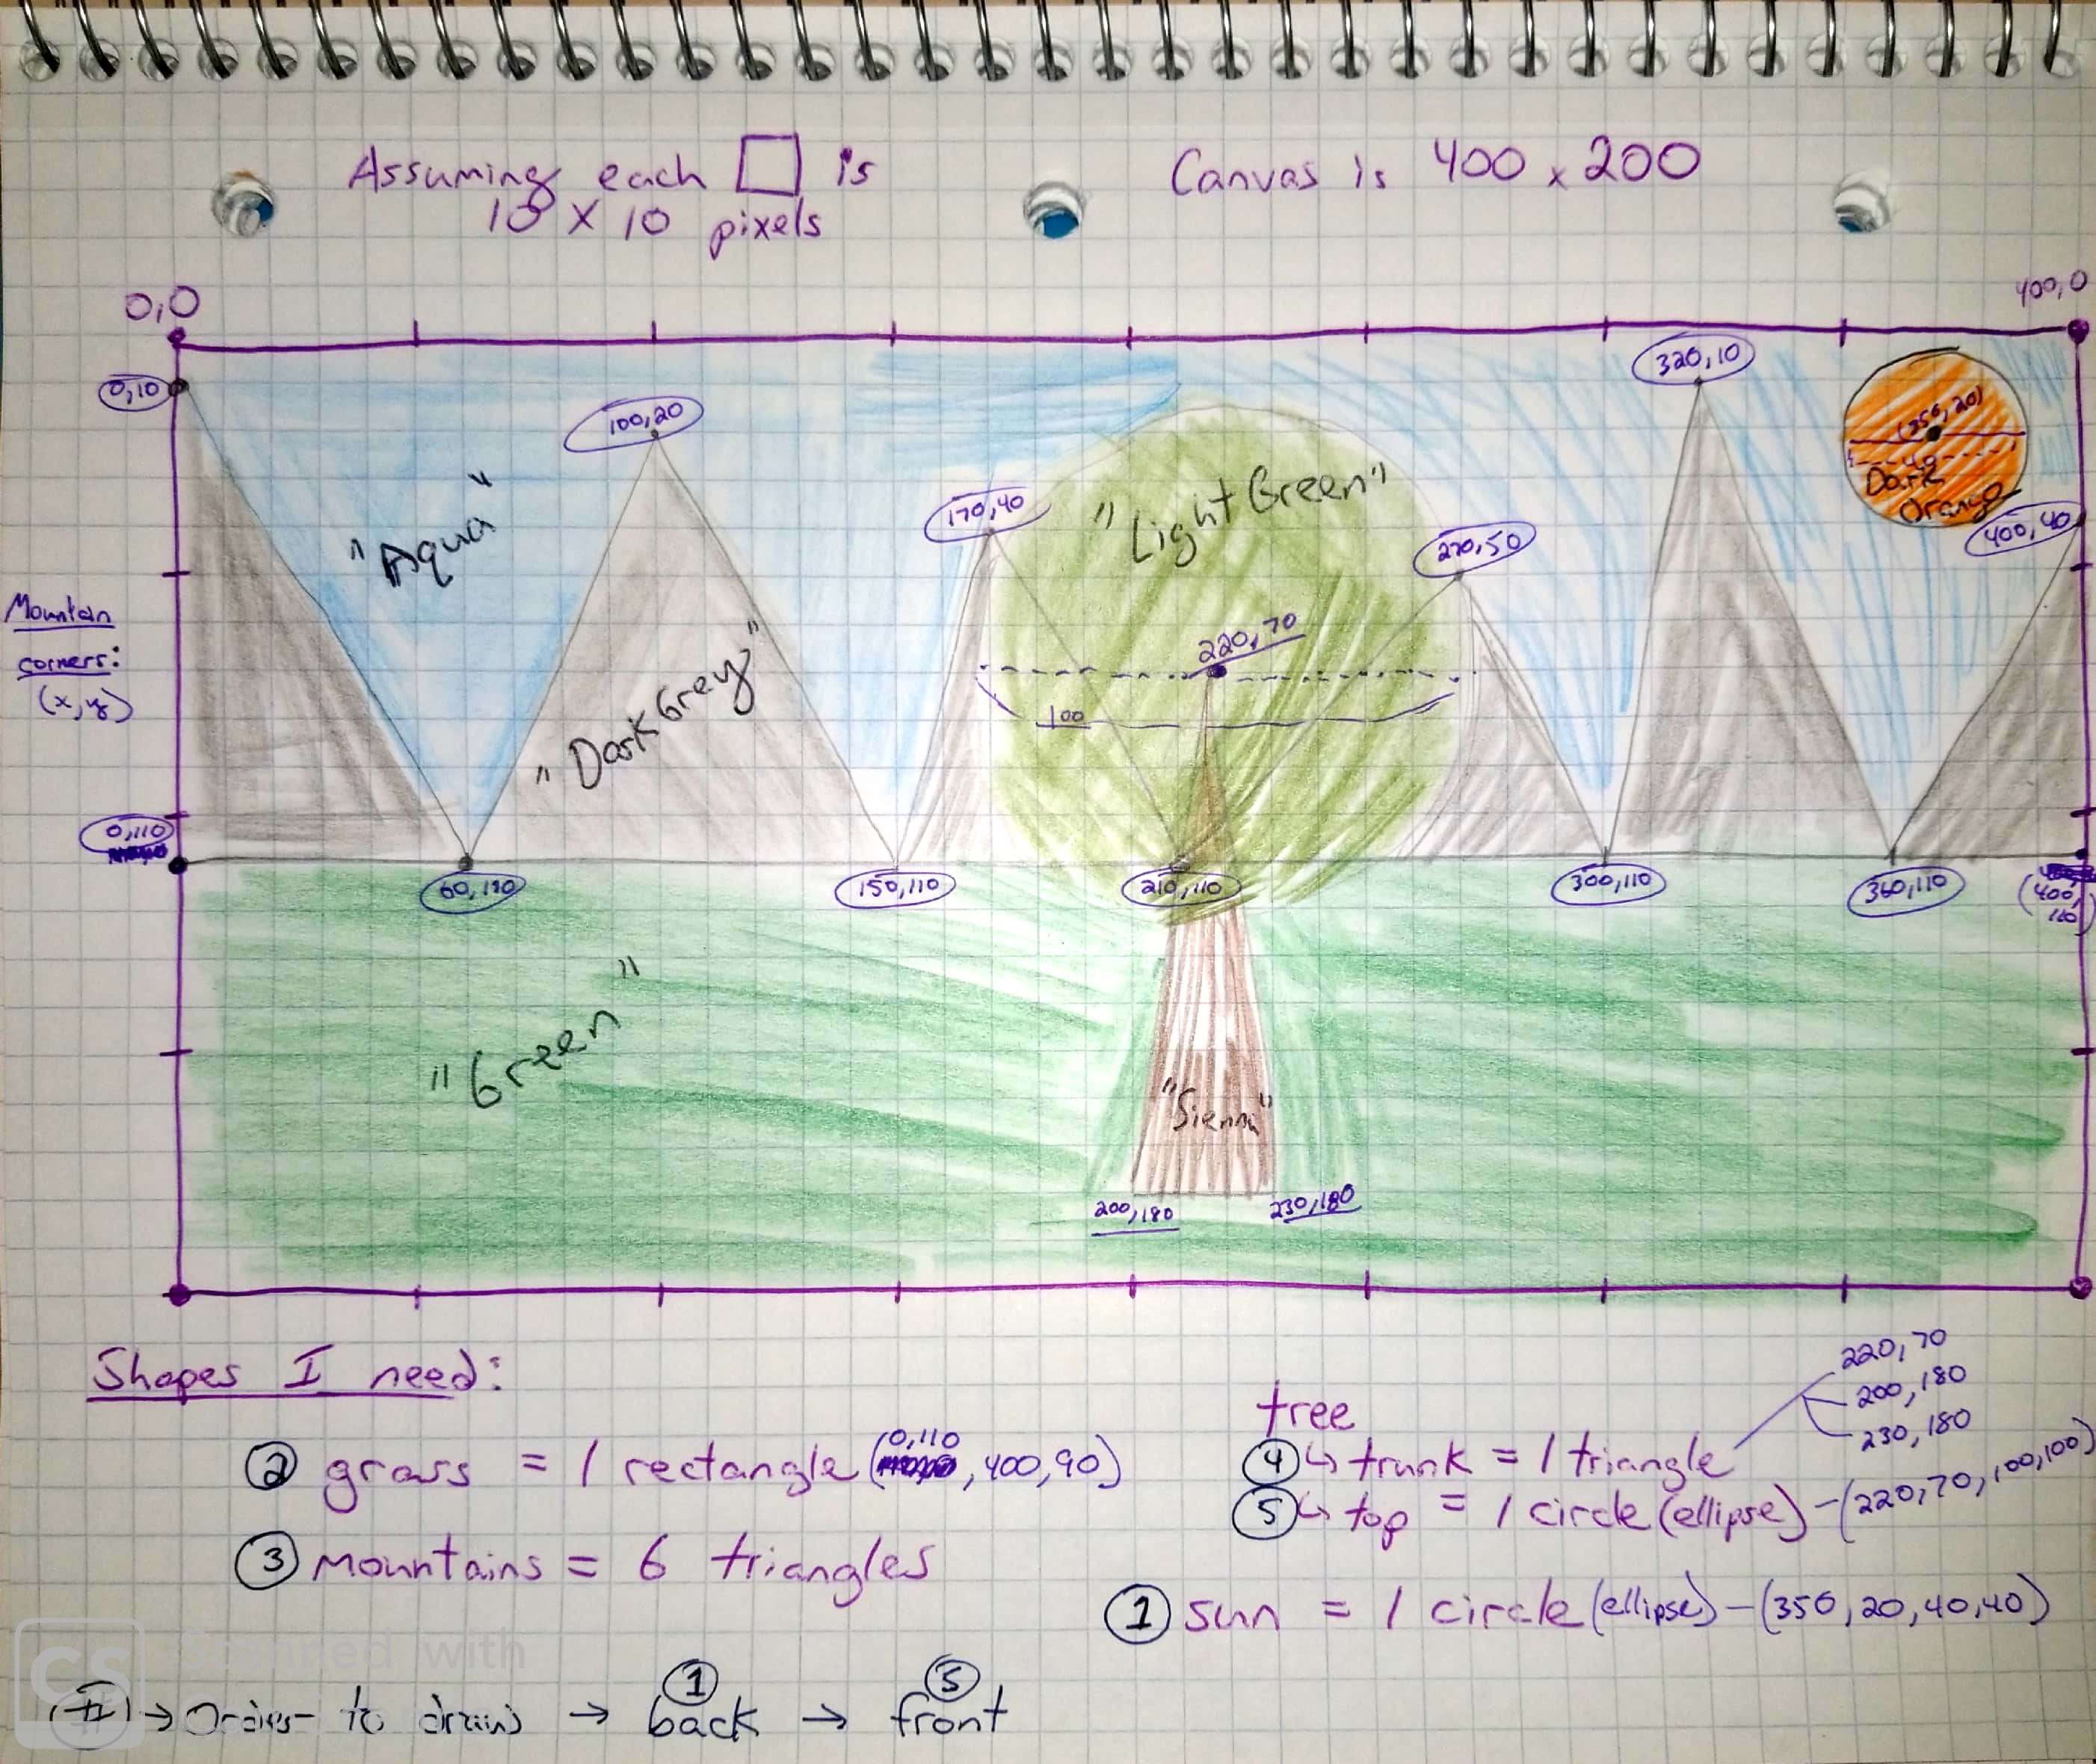 Assuming each □ is
10 x 10 pixels
Canvas is 400 x 200
0,0
400,0
0,10
100,20
320,10
(350,20)
40
Dark
Orange
"Aqua"
170,40
"LightGreen"
270,50
400,40
Mountain
corners:
(x,y)
"DarkGrey"
220,70
100
0,110
60,110
150,110
210,110
300,110
360,110
(400,
110)
"Green"
"Sienna"
200,180
230,180
Shapes I need:
② grass = 1 rectangle (0,110, 400,90)
③ mountains = 6 triangles
tree
④ ↳ trunk = 1 triangle
220,70
200,180
230,180
⑤ ↳ top = 1 circle (ellipse) - (220,70,100,100)
① sun = 1 circle (ellipse) - (350,20,40,40)
CS Scanned with
(#) → Order to draw → ① back → ⑤ front